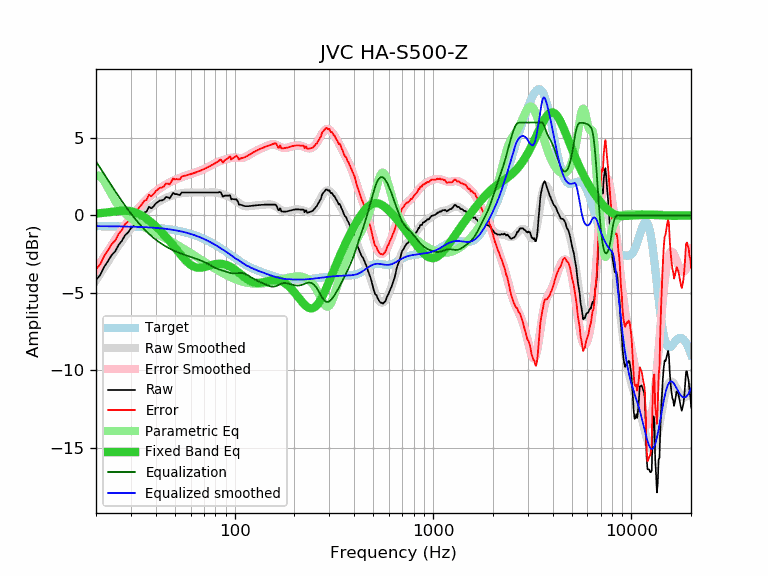 JVC HA-S500-Z
Amplitude (dBr)
5
0
−5
−10
−15
Target
Raw Smoothed
Error Smoothed
Raw
Error
Parametric Eq
Fixed Band Eq
Equalization
Equalized smoothed
100
1000
10000
Frequency (Hz)